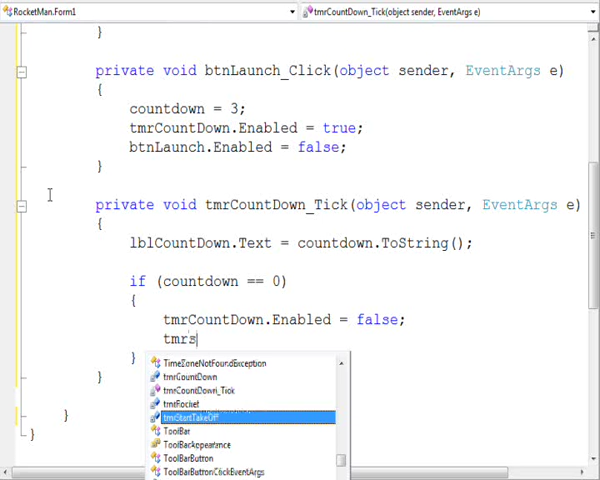 RocketMan.Form1
tmrCountDown_Tick(object sender, EventArgs e)
}
private void btnLaunch_Click(object sender, EventArgs e)
{
countdown = 3;
tmrCountDown.Enabled = true;
btnLaunch.Enabled = false;
}
private void tmrCountDown_Tick(object sender, EventArgs e)
{
lblCountDown.Text = countdown.ToString();
if (countdown == 0)
{
tmrCountDown.Enabled = false;
tmrs
}
}
}
}
TimeZoneNotFoundException
tmrCountDown
tmrCountDown_Tick
tmrRocket
tmrStartTakeOff
ToolBar
ToolBarAppearance
ToolBarButton
ToolBarButtonClickEventArgs